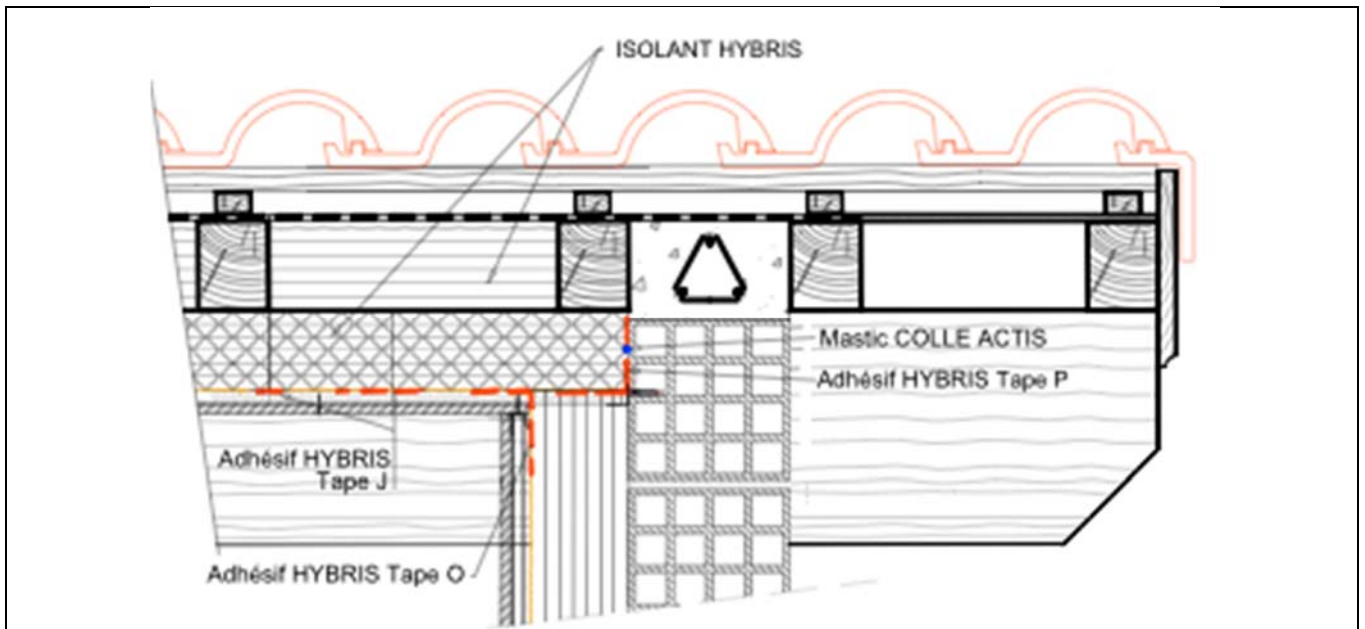 ISOLANT HYBRIS
Mastic COLLE ACTIS
Adhésif HYBRIS Tape P
Adhésif HYBRIS
Tape J
Adhésif HYBRIS Tape O